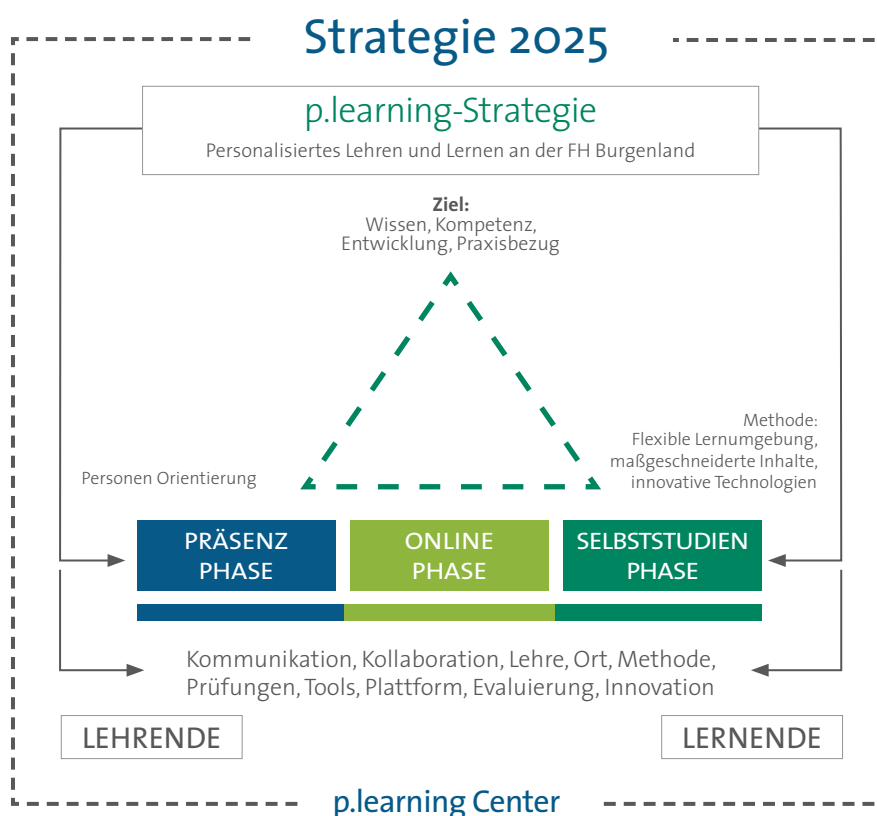 Strategie 2025
p.learning-Strategie
Personalisiertes Lehren und Lernen an der FH Burgenland
Ziel:
Wissen, Kompetenz,
Entwicklung, Praxisbezug
Personen Orientierung
Methode:
Flexible Lernumgebung,
maßgeschneiderte Inhalte,
innovative Technologien
PRÄSENZ
PHASE
ONLINE
PHASE
SELBSTSTUDIEN
PHASE
Kommunikation, Kollaboration, Lehre, Ort, Methode,
Prüfungen, Tools, Plattform, Evaluierung, Innovation
LEHRENDE
LERNENDE
p.learning Center